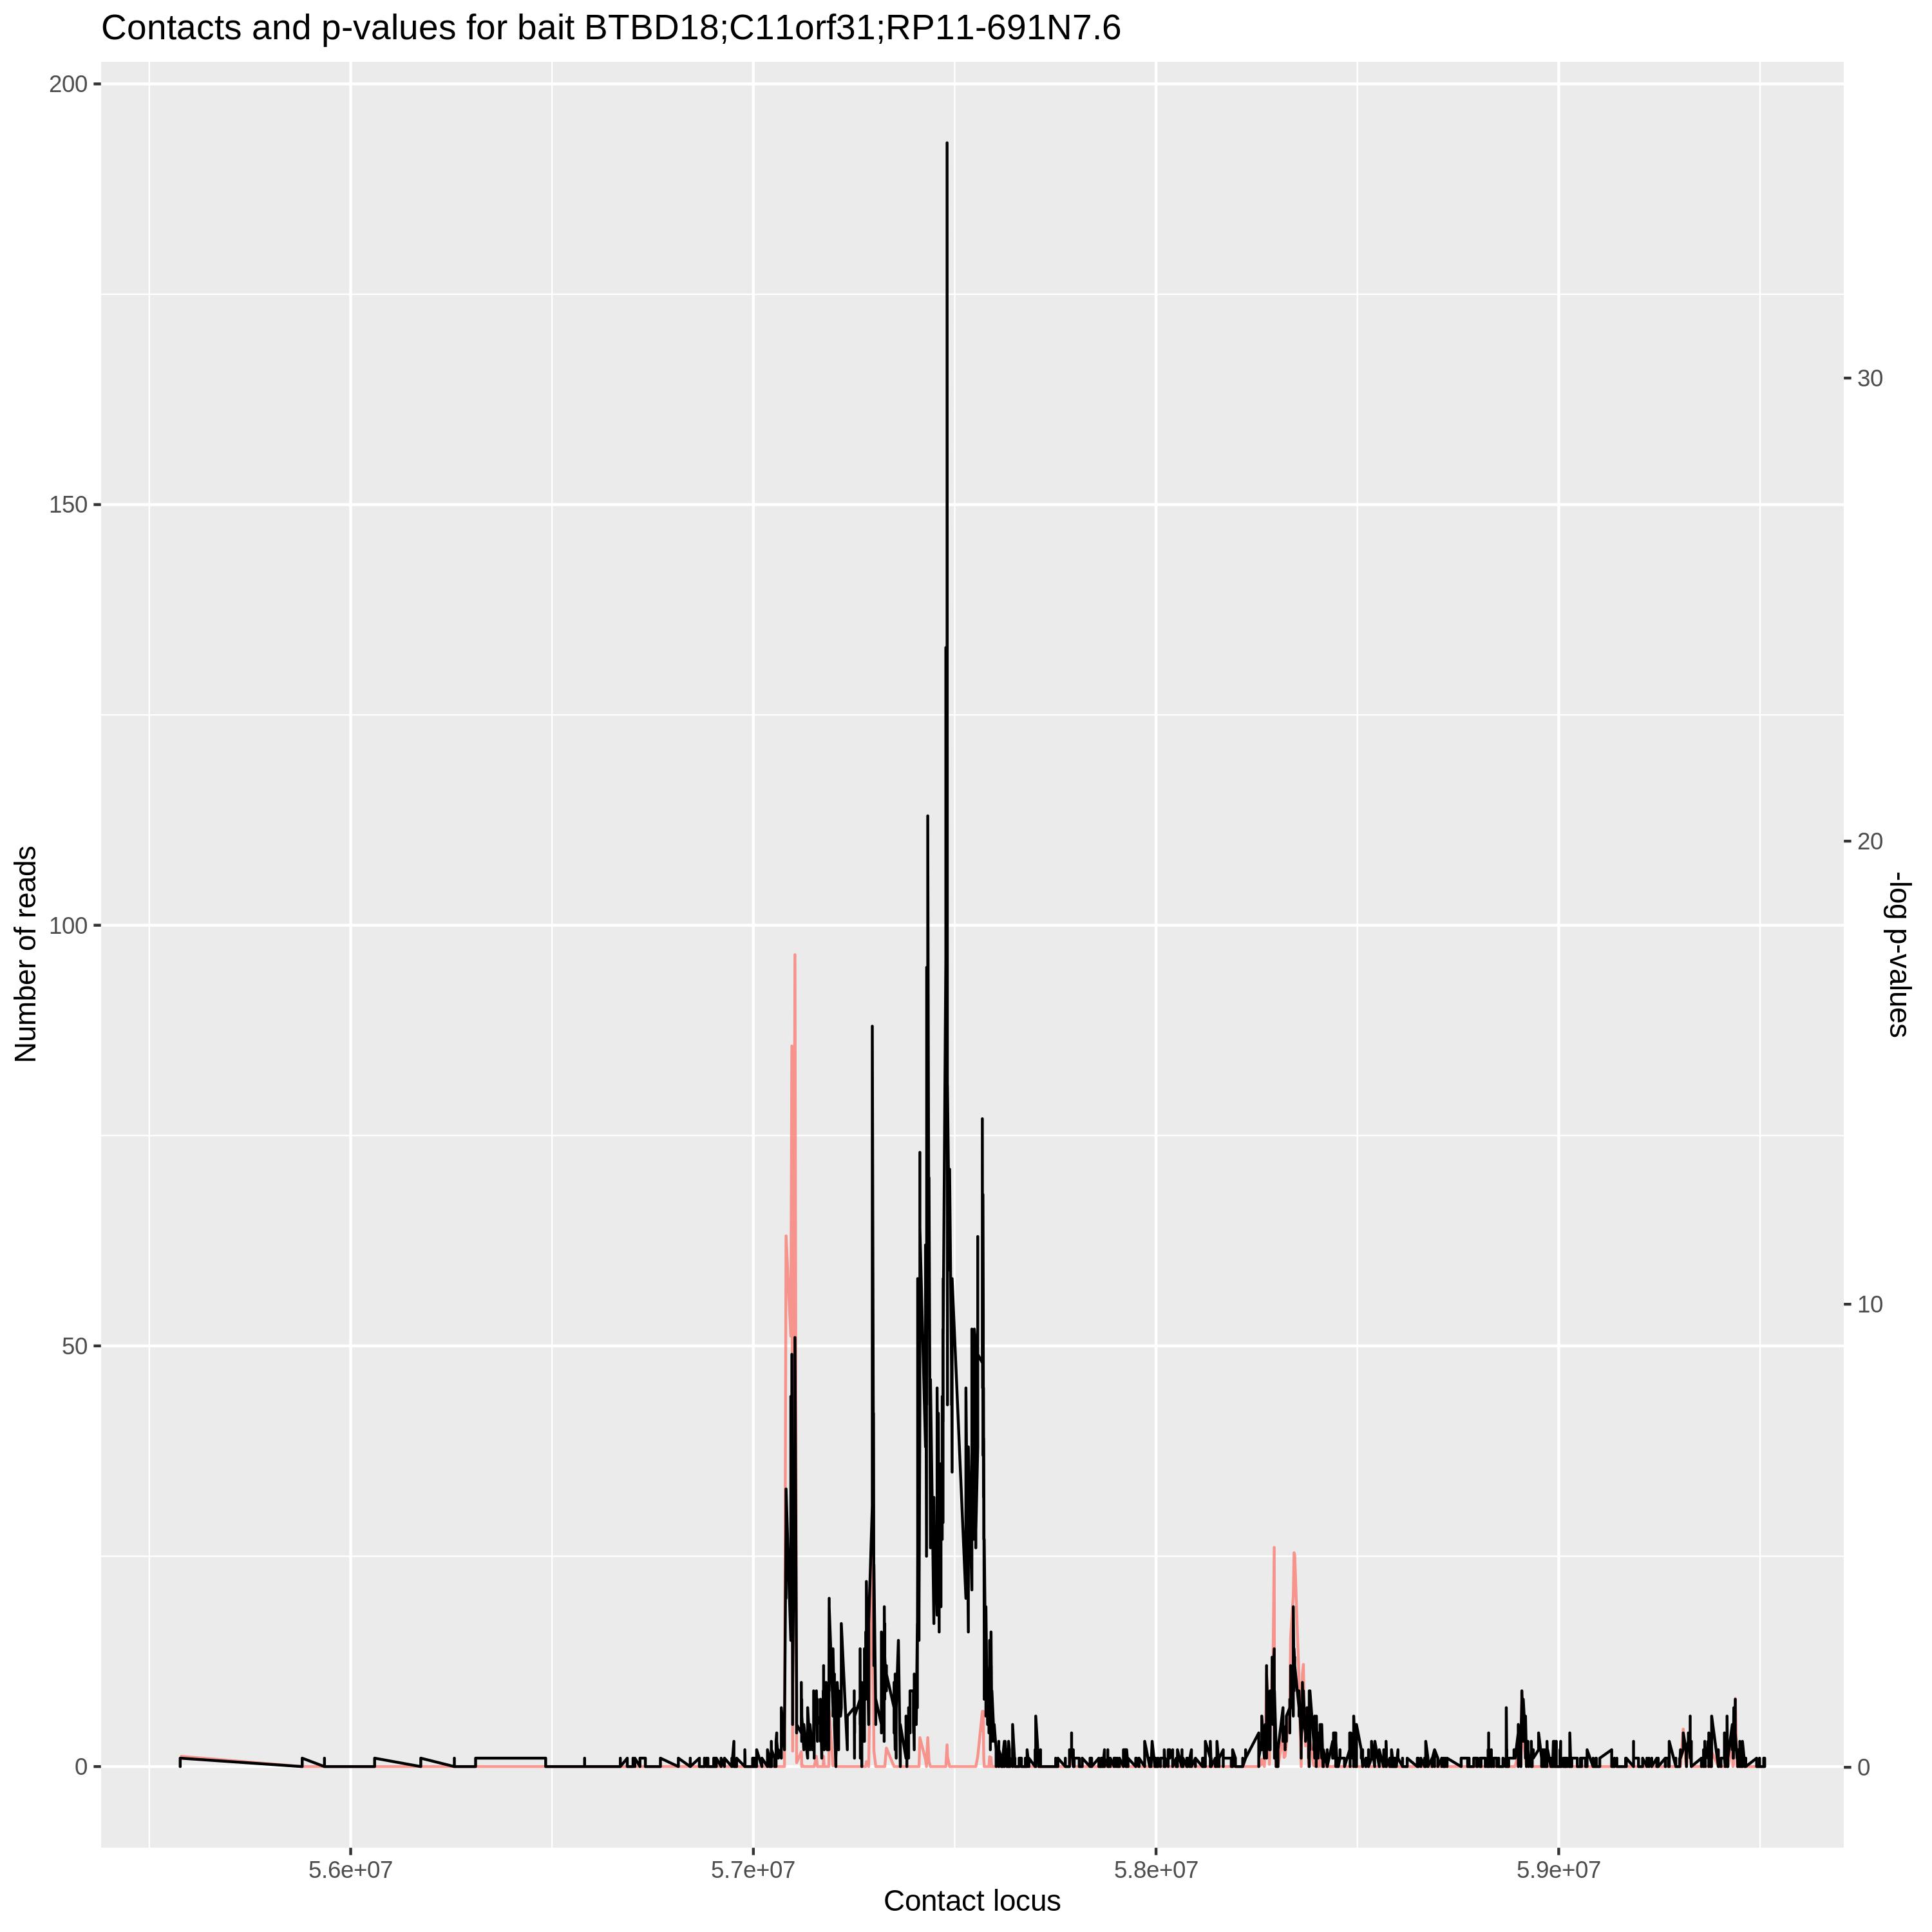 Contacts and p-values for bait BTBD18;C11orf31;RP11-691N7.6
200
150
100
50
0
Number of reads
30
20
10
0
-log p-values
5.6e+07
5.7e+07
5.8e+07
5.9e+07
Contact locus